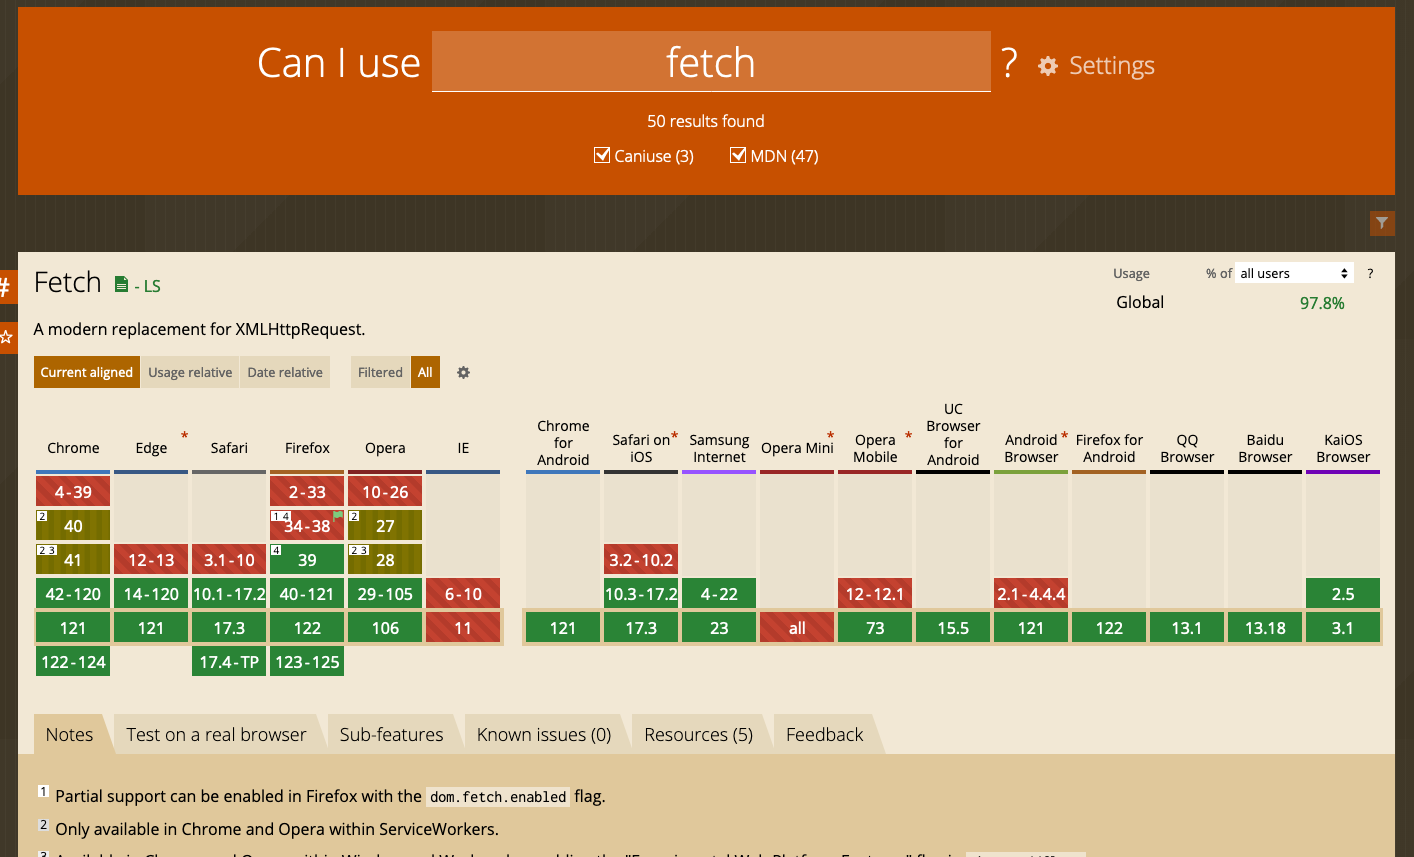 Can I use fetch ? Settings
50 results found
Caniuse (3) MDN (47)
#
Fetch - LS
Usage % of all users ?
Global 97.8%
A modern replacement for XMLHttpRequest.
Current aligned Usage relative Date relative Filtered All
Chrome Edge * Safari Firefox Opera IE Chrome for Android Safari on iOS * Samsung Internet Opera Mini * Opera Mobile * UC Browser for Android Android Browser * Firefox for Android QQ Browser Baidu Browser KaiOS Browser
4-39 2-33 10-26
2 40 1 4 34-38 2 27
2 3 41 12-13 3.1-10 4 39 2 3 28 3.2-10.2
42-120 14-120 10.1-17.2 40-121 29-105 6-10 10.3-17.2 4-22 12-12.1 2.1-4.4.4 2.5
121 121 17.3 122 106 11 121 17.3 23 all 73 15.5 121 122 13.1 13.18 3.1
122-124 17.4-TP 123-125
Notes Test on a real browser Sub-features Known issues (0) Resources (5) Feedback
1 Partial support can be enabled in Firefox with the dom.fetch.enabled flag.
2 Only available in Chrome and Opera within ServiceWorkers.